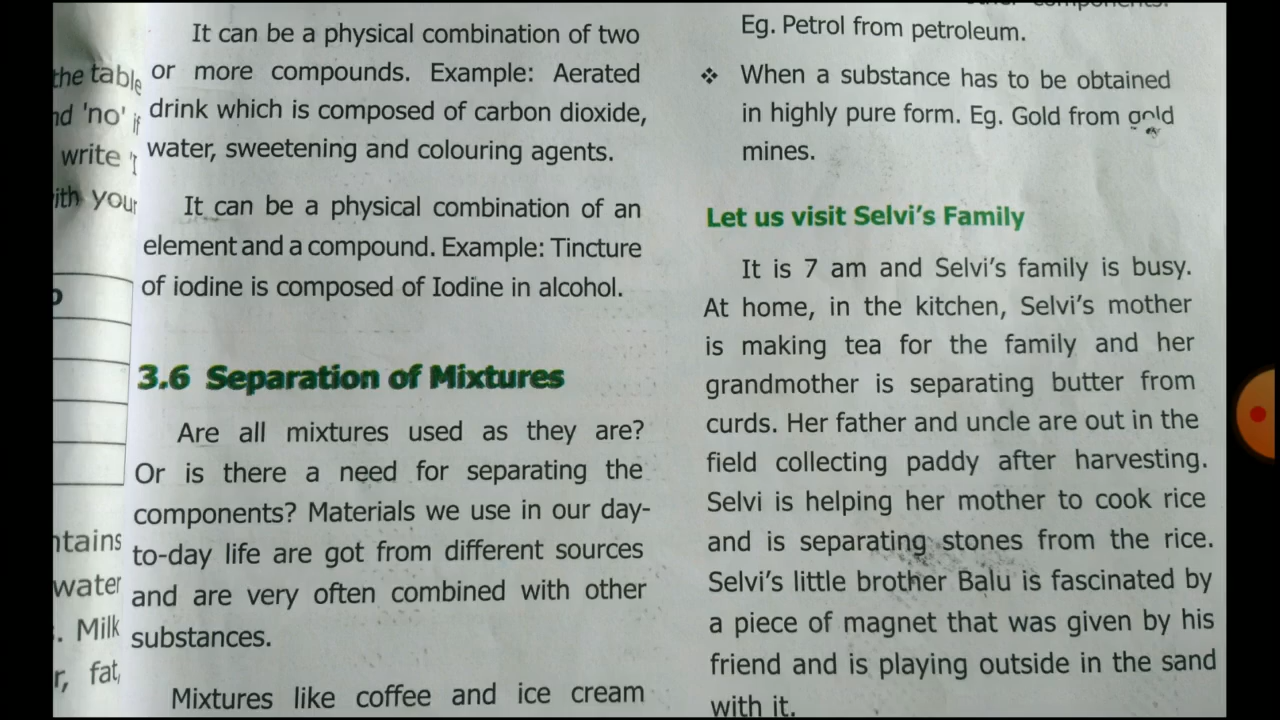 the table
nd 'no' if
write
ith your
o
ntains
water
. Milk
r, fat,
It can be a physical combination of two
or more compounds. Example: Aerated
drink which is composed of carbon dioxide,
water, sweetening and colouring agents.
It can be a physical combination of an
element and a compound. Example: Tincture
of iodine is composed of Iodine in alcohol.
3.6 Separation of Mixtures
Are all mixtures used as they are?
Or is there a need for separating the
components? Materials we use in our day-
to-day life are got from different sources
and are very often combined with other
substances.
Mixtures like coffee and ice cream
other components.
Eg. Petrol from petroleum.
❖ When a substance has to be obtained
in highly pure form. Eg. Gold from gold
mines.
Let us visit Selvi's Family
It is 7 am and Selvi's family is busy.
At home, in the kitchen, Selvi's mother
is making tea for the family and her
grandmother is separating butter from
curds. Her father and uncle are out in the
field collecting paddy after harvesting.
Selvi is helping her mother to cook rice
and is separating stones from the rice.
Selvi's little brother Balu is fascinated by
a piece of magnet that was given by his
friend and is playing outside in the sand
with it.